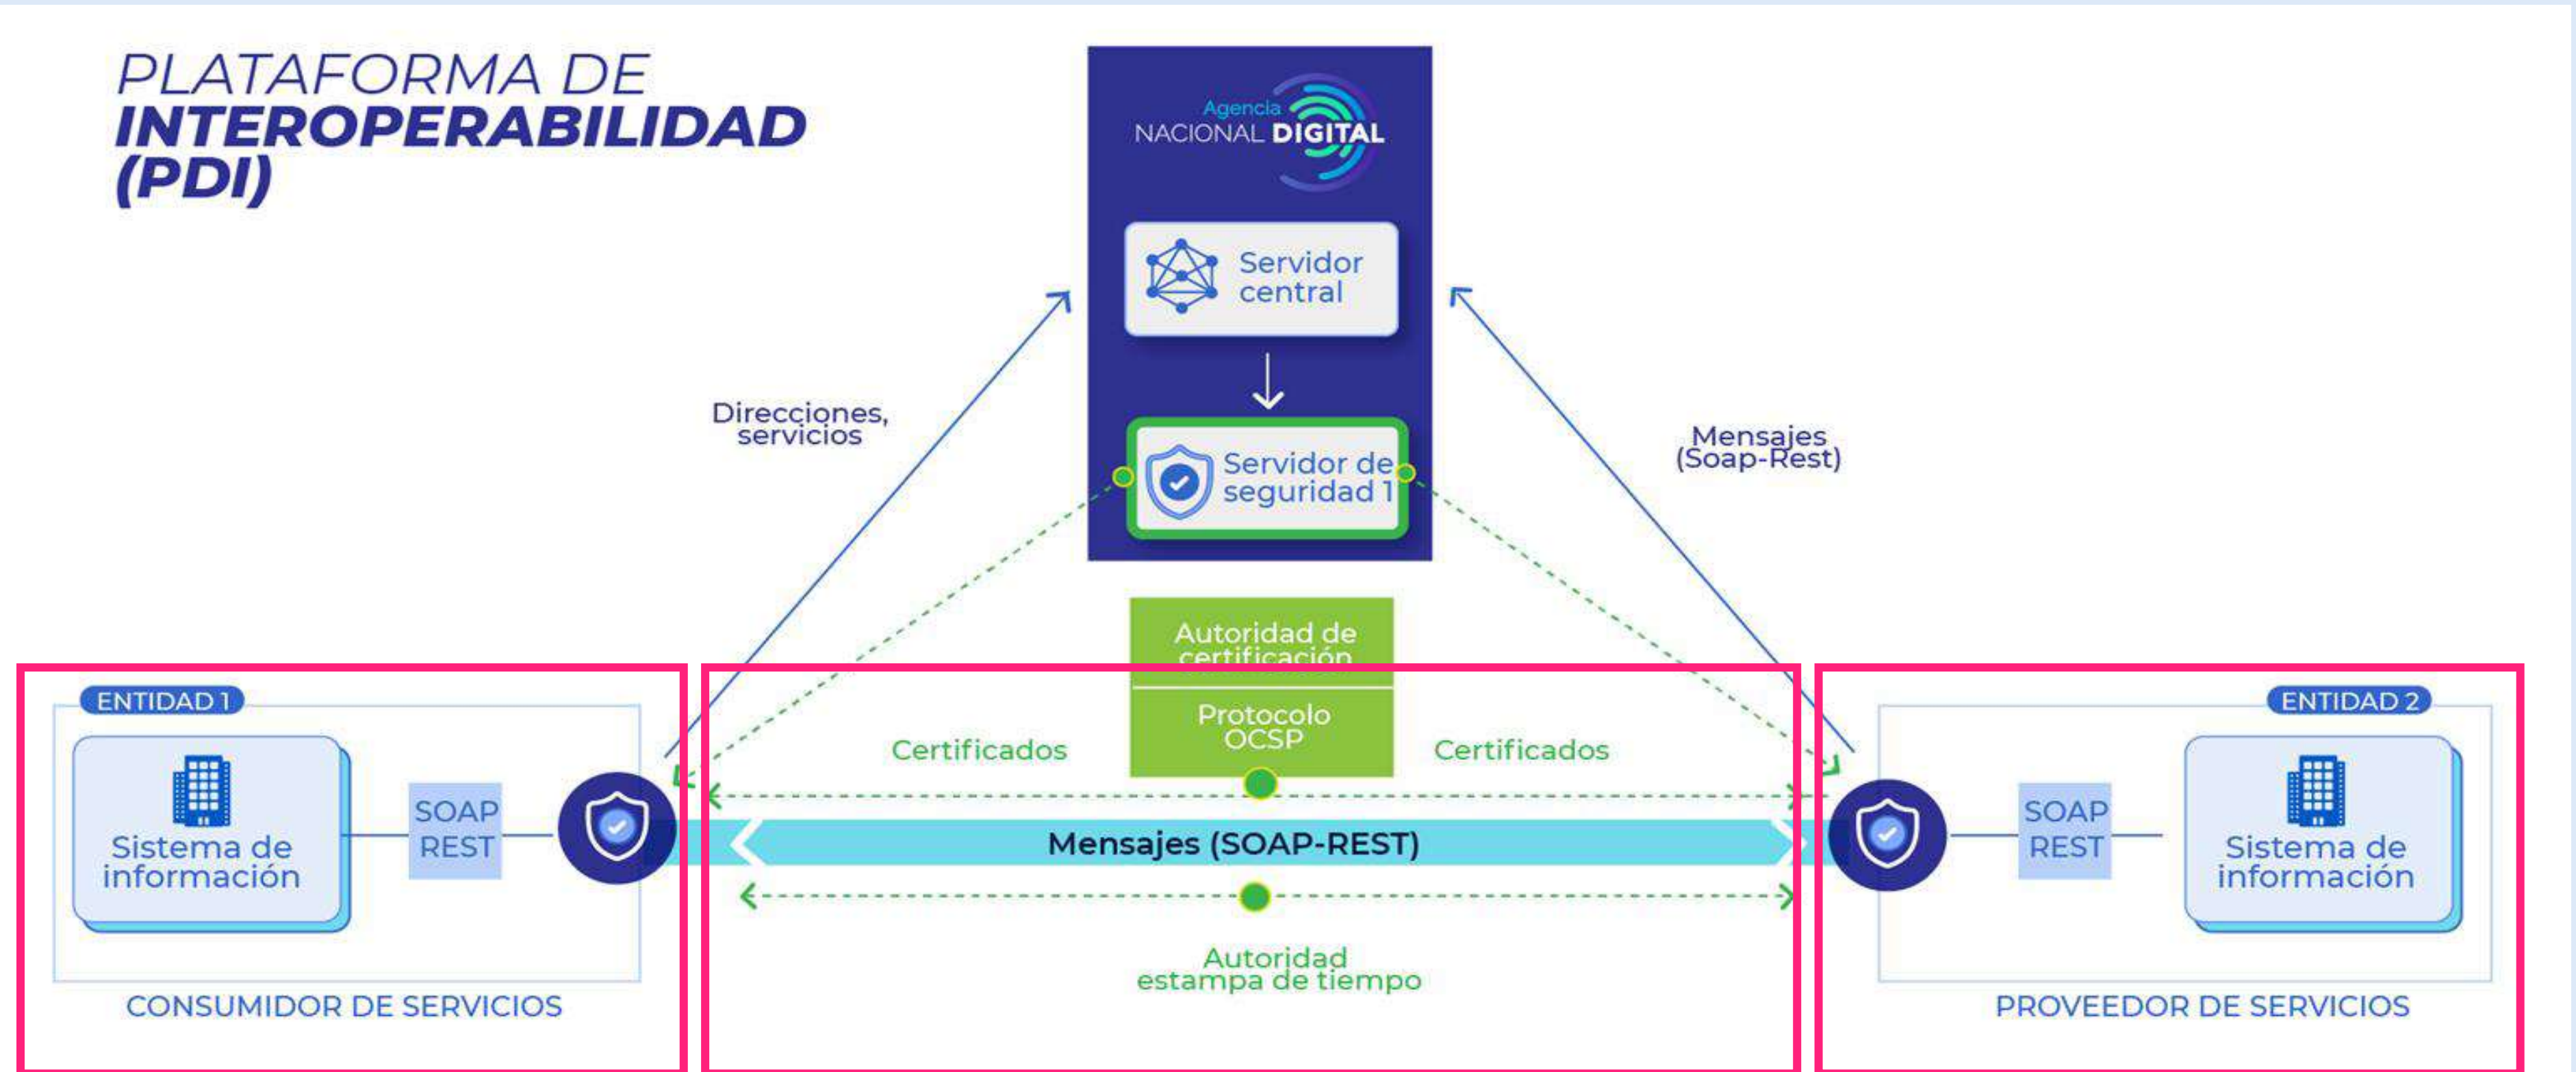 PLATAFORMA DE
INTEROPERABILIDAD
(PDI)
Agencia
NACIONAL DIGITAL
Servidor
central
Direcciones,
servicios
Mensajes
(Soap-Rest)
Servidor de
seguridad 1
Autoridad de
certificación
Protocolo
OCSP
Certificados
Certificados
ENTIDAD 1
Sistema de
información
SOAP
REST
Mensajes (SOAP-REST)
ENTIDAD 2
SOAP
REST
Sistema de
información
Autoridad
estampa de tiempo
CONSUMIDOR DE SERVICIOS
PROVEEDOR DE SERVICIOS